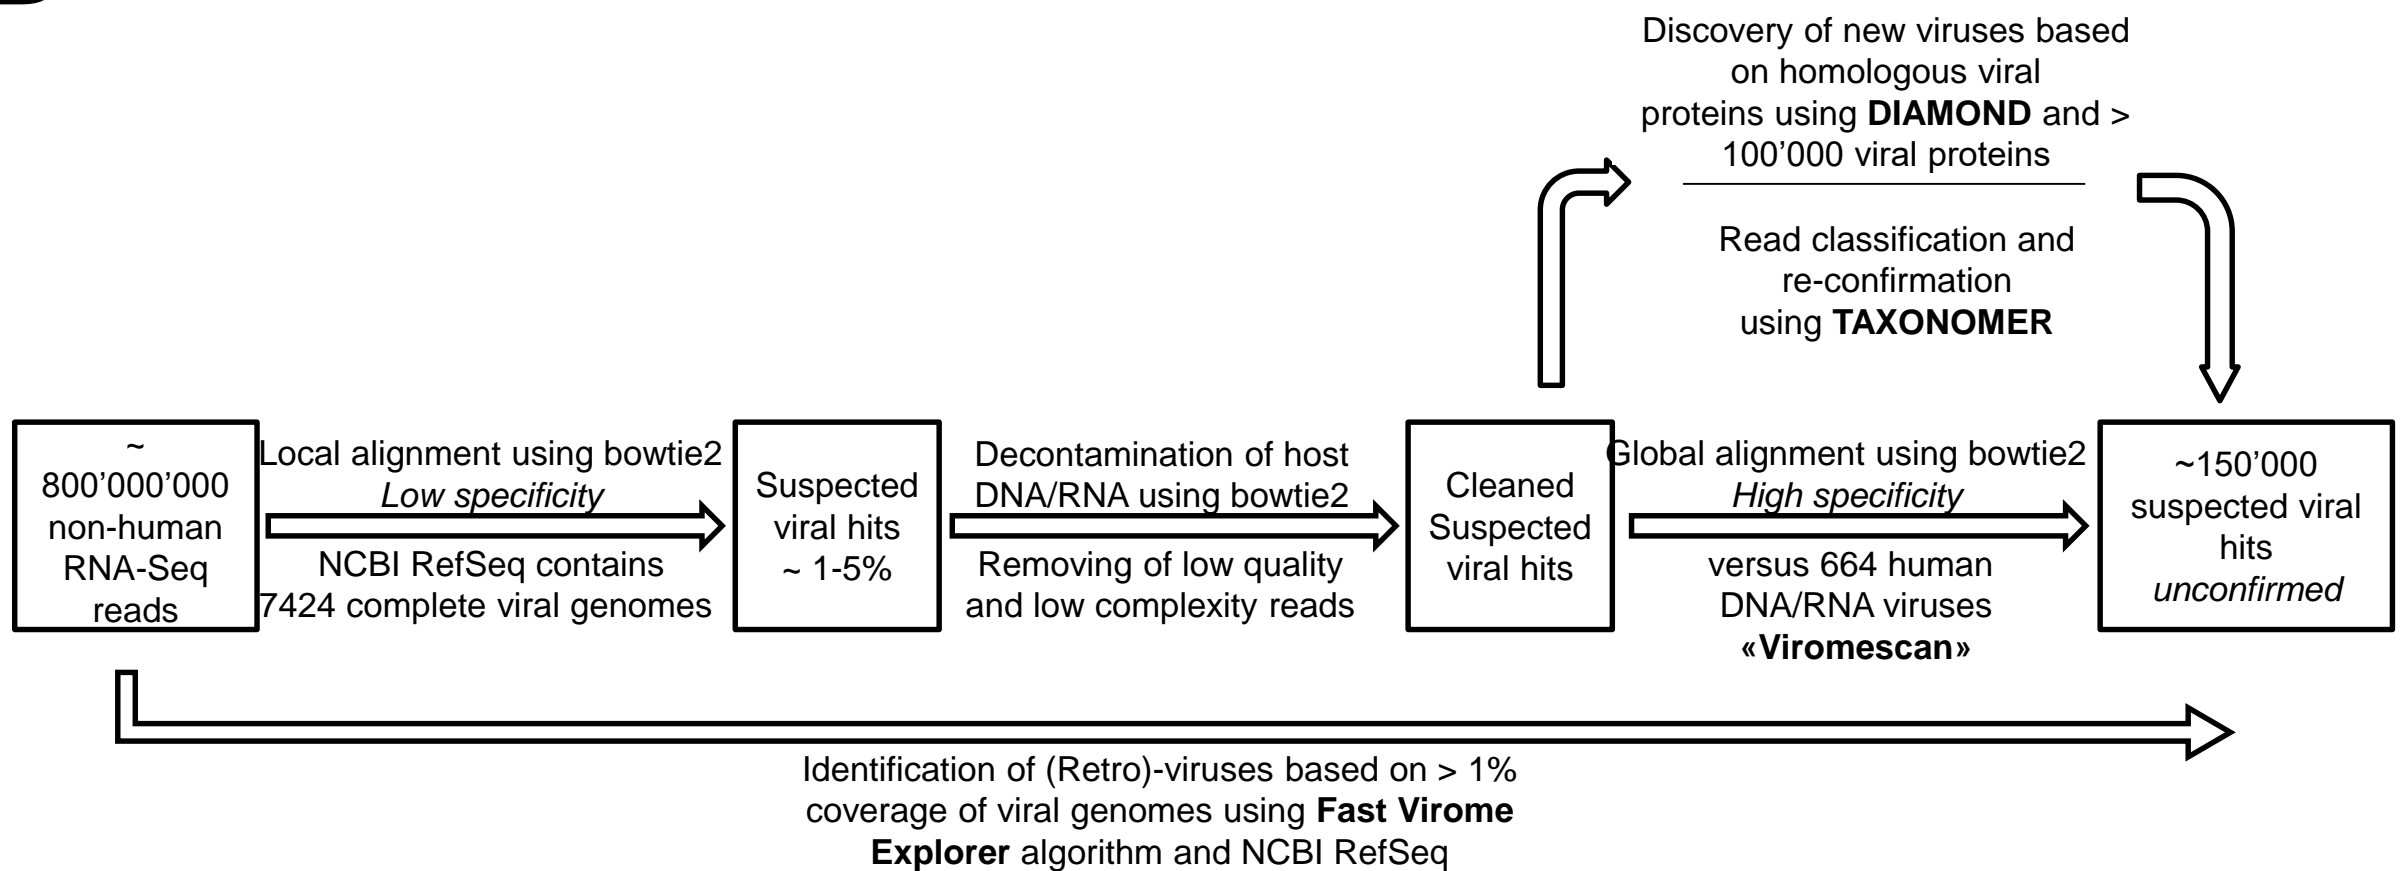 Discovery of new viruses based
on homologous viral
proteins using DIAMOND and >
100’000 viral proteins
Read classification and
re-confirmation
using TAXONOMER
~
800’000’000
non-human
RNA-Seq
reads
Local alignment using bowtie2
Low specificity
NCBI RefSeq contains
7424 complete viral genomes
Suspected
viral hits
~ 1-5%
Decontamination of host
DNA/RNA using bowtie2
Removing of low quality
and low complexity reads
Cleaned
Suspected
viral hits
Global alignment using bowtie2
High specificity
versus 664 human
DNA/RNA viruses
«Viromescan»
~150’000
suspected viral
hits
unconfirmed
Identification of (Retro)-viruses based on > 1%
coverage of viral genomes using Fast Virome
Explorer algorithm and NCBI RefSeq